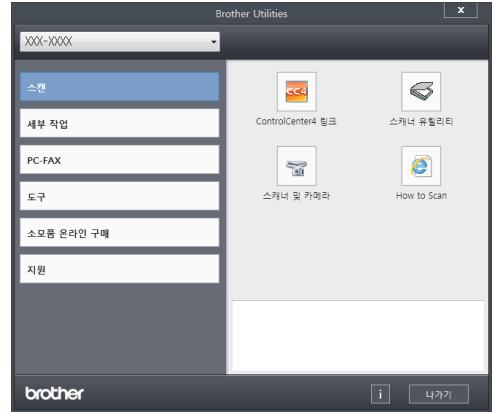 Brother Utilities
x
XXX-XXXX
스캔
세부 작업
PC-FAX
도구
소모품 온라인 구매
지원
CC4
ControlCenter4 링크
스캐너 유틸리티
스캐너 및 카메라
How to Scan
brother
i
나가기